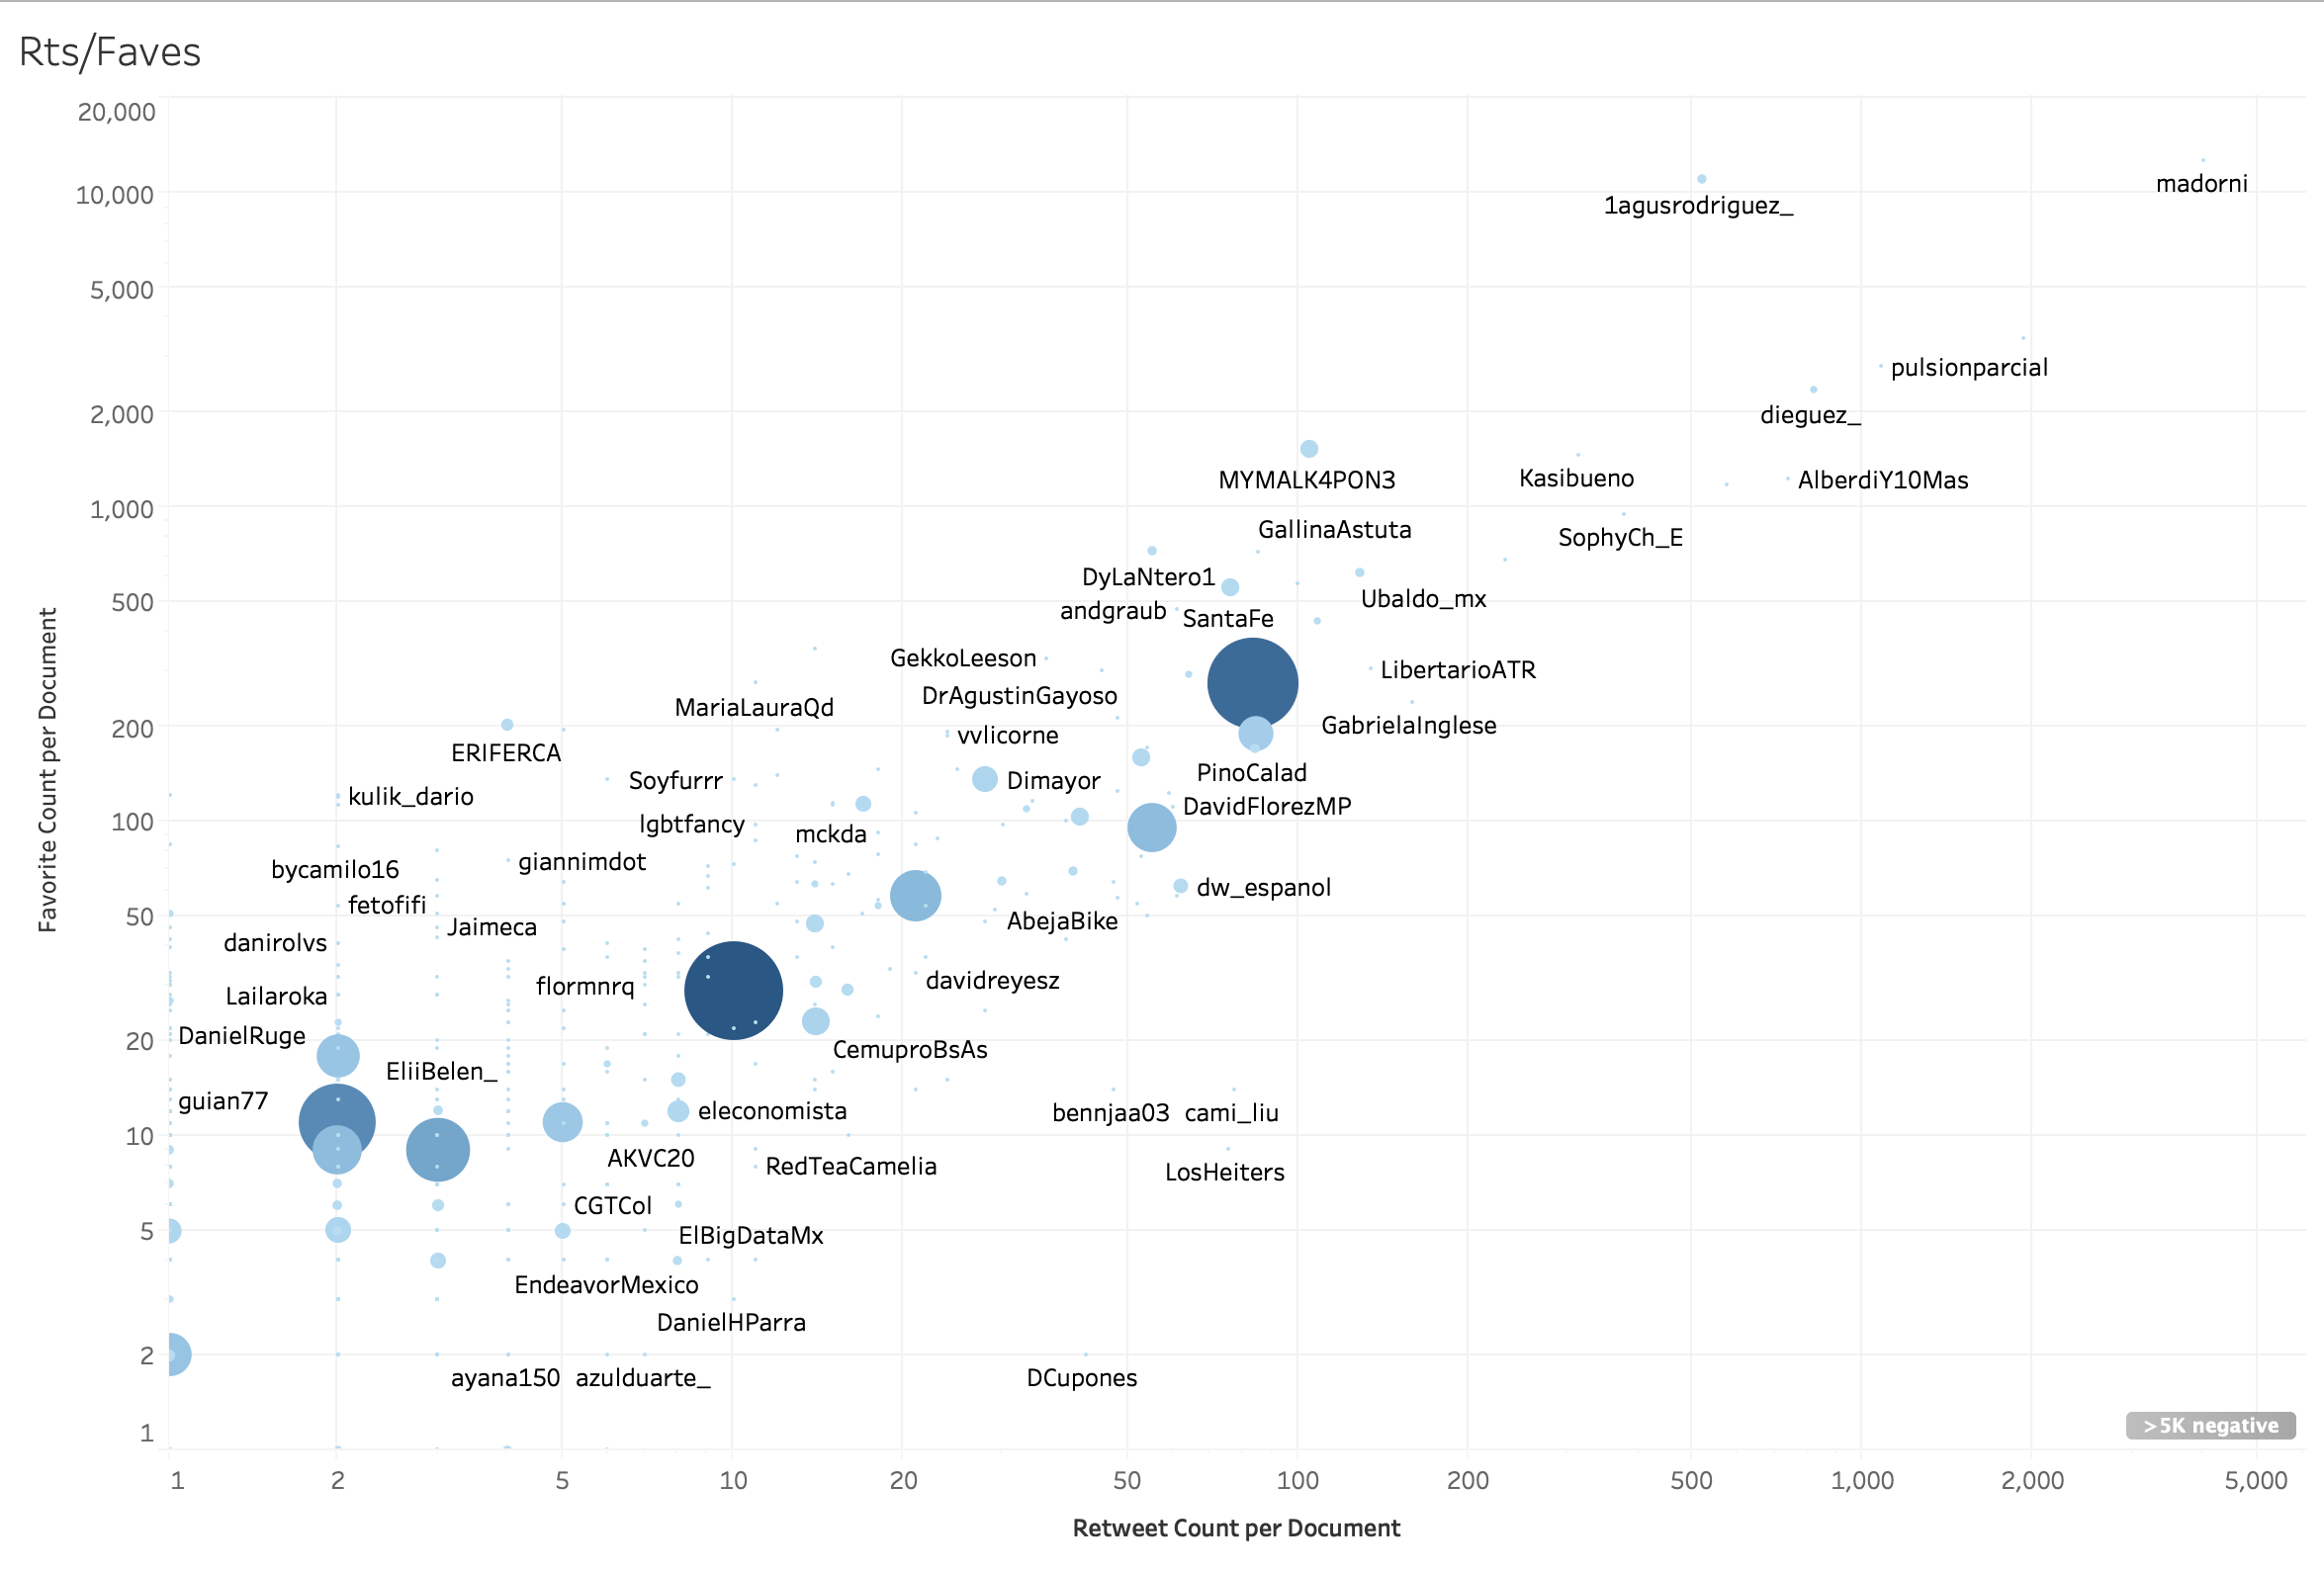 Rts/Faves
20,000
10,000
5,000
2,000
1,000
500
200
100
50
20
10
5
2
1
Favorite Count per Document
madorni
1agusrodriguez_
pulsionparcial
dieguez_
MYMALK4PON3
Kasibueno
AlberdiY10Mas
GallinaAstuta
SophyCh_E
DyLaNtero1
Ubaldo_mx
andgraub
SantaFe
GekkoLeeson
LibertarioATR
DrAgustinGayoso
MariaLauraQd
GabrielaInglese
vvlicorne
ERIFERCA
PinoCalad
Soyfurrr
Dimayor
kulik_dario
DavidFlorezMP
lgbtfancy
mckda
giannimdot
bycamilo16
dw_espanol
fetofifi
AbejaBike
Jaimeca
danirolvs
davidreyesz
flormnrq
Lailaroka
DanielRuge
CemuproBsAs
EliiBelen_
guian77
eleconomista
bennjaa03
cami_liu
AKVC20
RedTeaCamelia
LosHeiters
CGTCol
ElBigDataMx
EndeavorMexico
DanielHParra
ayana150
azulduarte_
DCupones
>5K negative
1
2
5
10
20
50
100
200
500
1,000
2,000
5,000
Retweet Count per Document